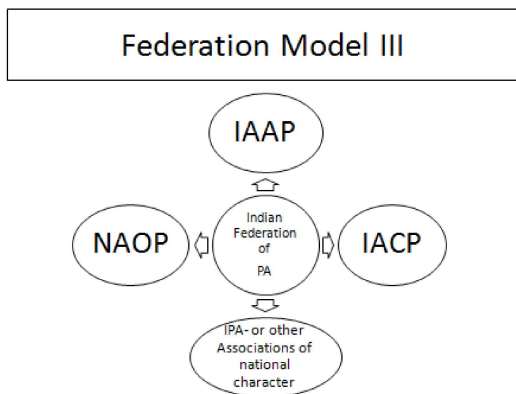 Federation Model III
IAAP
Indian
Federation
of
PA
NAOP
IACP
IPA- or other
Associations of
national
character